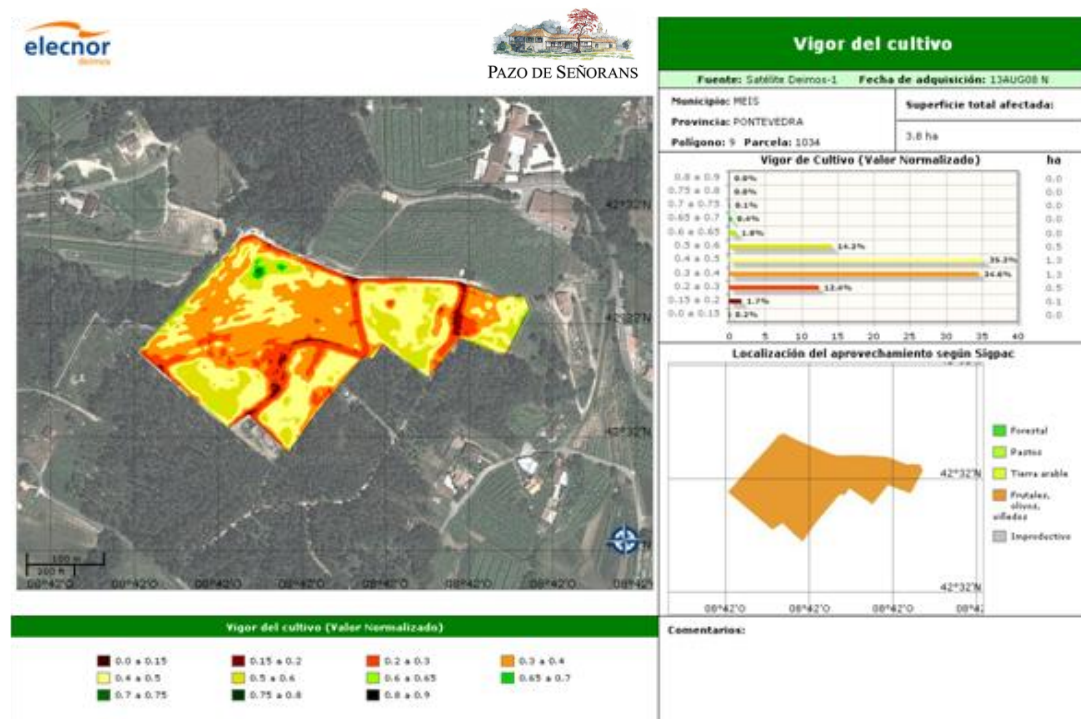 elecnor
deimos
PAZO DE SEÑORANS
Vigor del cultivo
Fuente: Satélite Deimos-1 Fecha de adquisición: 13AUG08 N
Municipio: MEIS
Provincia: PONTEVEDRA
Polígono: 9 Parcela: 1034
Superficie total afectada:
3.8 ha
Vigor de Cultivo (Valor Normalizado) ha
0.8 a 0.9 0.0% 0.0
0.75 a 0.8 0.0% 0.0
0.7 a 0.75 0.1% 0.0
0.65 a 0.7 0.4% 0.0
0.6 a 0.65 1.0% 0.0
0.5 a 0.6 14.2% 0.5
0.4 a 0.5 35.2% 1.3
0.3 a 0.4 34.6% 1.3
0.2 a 0.3 12.4% 0.5
0.15 a 0.2 1.7% 0.1
0.0 a 0.15 0.2% 0.0
0 5 10 15 20 25 30 35 40
Localización del aprovechamiento según Sigpac
42°32'N
42°32'N
08°42'O 08°42'O 08°42'O
Forestal
Pastos
Tierra arable
Frutales,
olivos,
viñedos
Improductivo
Comentarios:
42°32'N
42°32'N
42°32'N
100 m
08°42'O 08°42'O 08°42'O 08°42'O 08°42'O 08°42'O
Vigor del cultivo (Valor Normalizado)
0.0 a 0.15 0.15 a 0.2 0.2 a 0.3 0.3 a 0.4
0.4 a 0.5 0.5 a 0.6 0.6 a 0.65 0.65 a 0.7
0.7 a 0.75 0.75 a 0.8 0.8 a 0.9